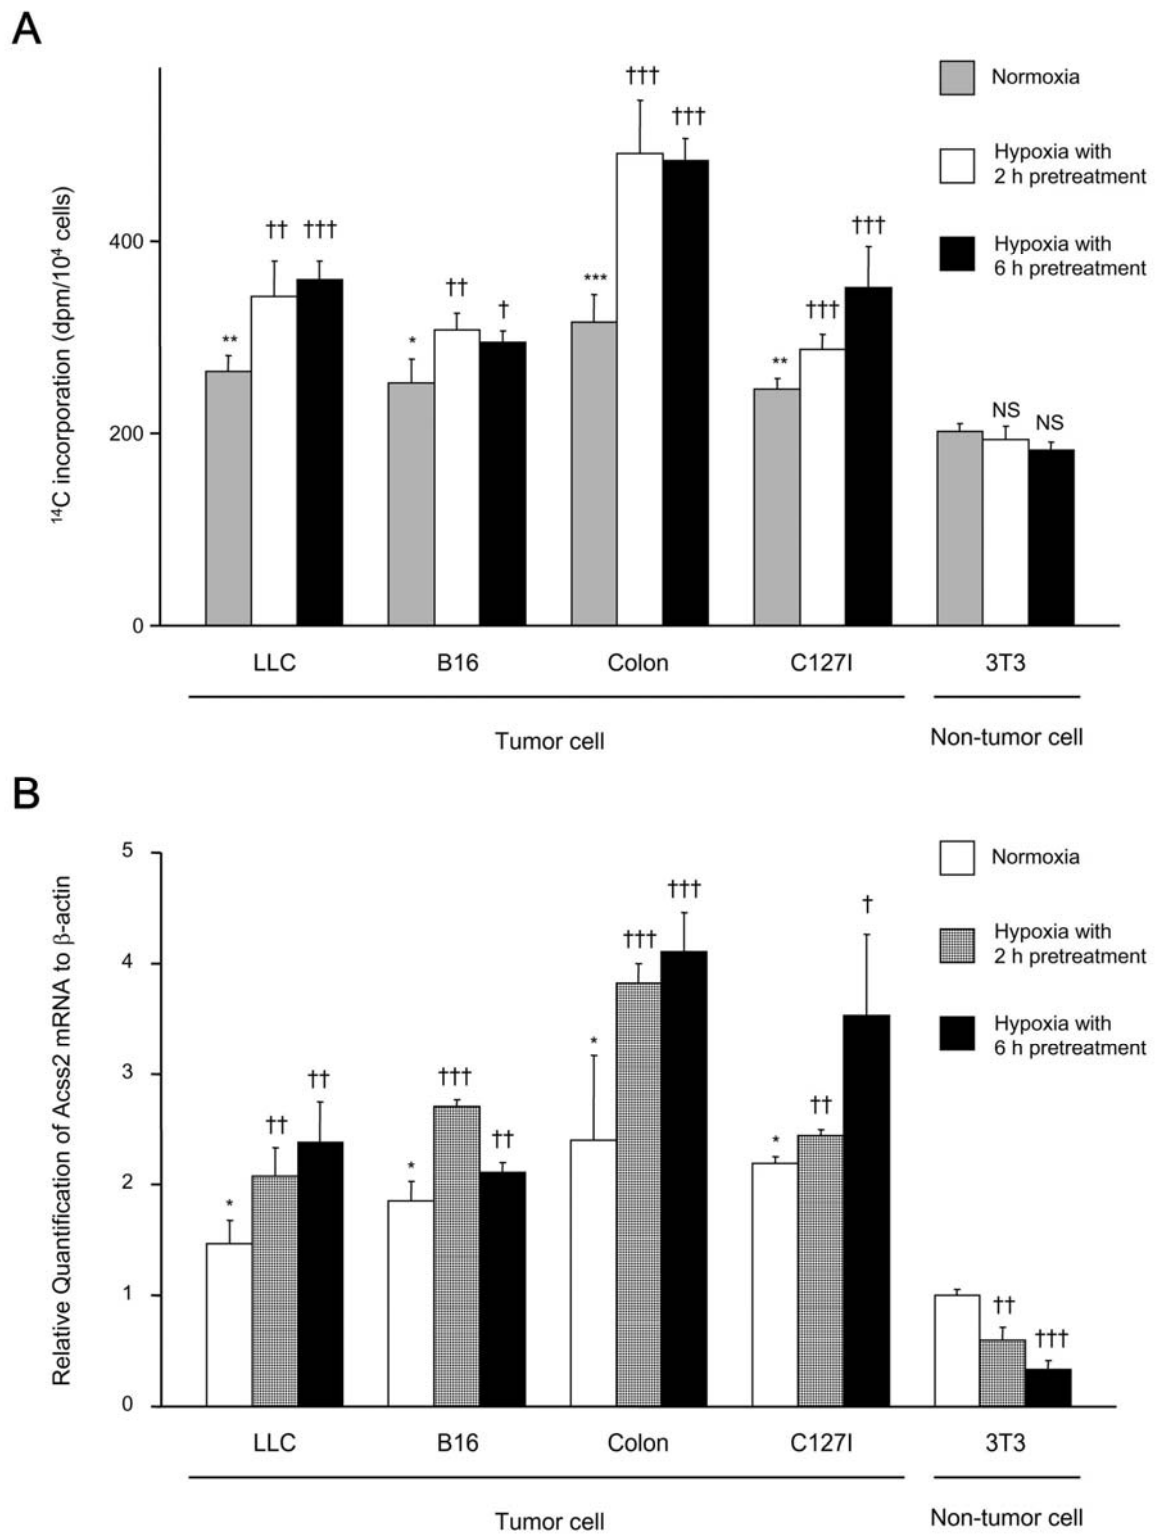 A
Normoxia
Hypoxia with
2 h pretreatment
Hypoxia with
6 h pretreatment
¹⁴C incorporation (dpm/10⁴ cells)
400
200
0
** †† †††
* †† †
*** ††† †††
** ††† †††
NS NS
LLC B16 Colon C127I 3T3
Tumor cell Non-tumor cell
B
Normoxia
Hypoxia with
2 h pretreatment
Hypoxia with
6 h pretreatment
Relative Quantification of Acss2 mRNA to β-actin
5
4
3
2
1
0
* †† ††
* ††† ††
* ††† †††
* †† †
†† †††
LLC B16 Colon C127I 3T3
Tumor cell Non-tumor cell